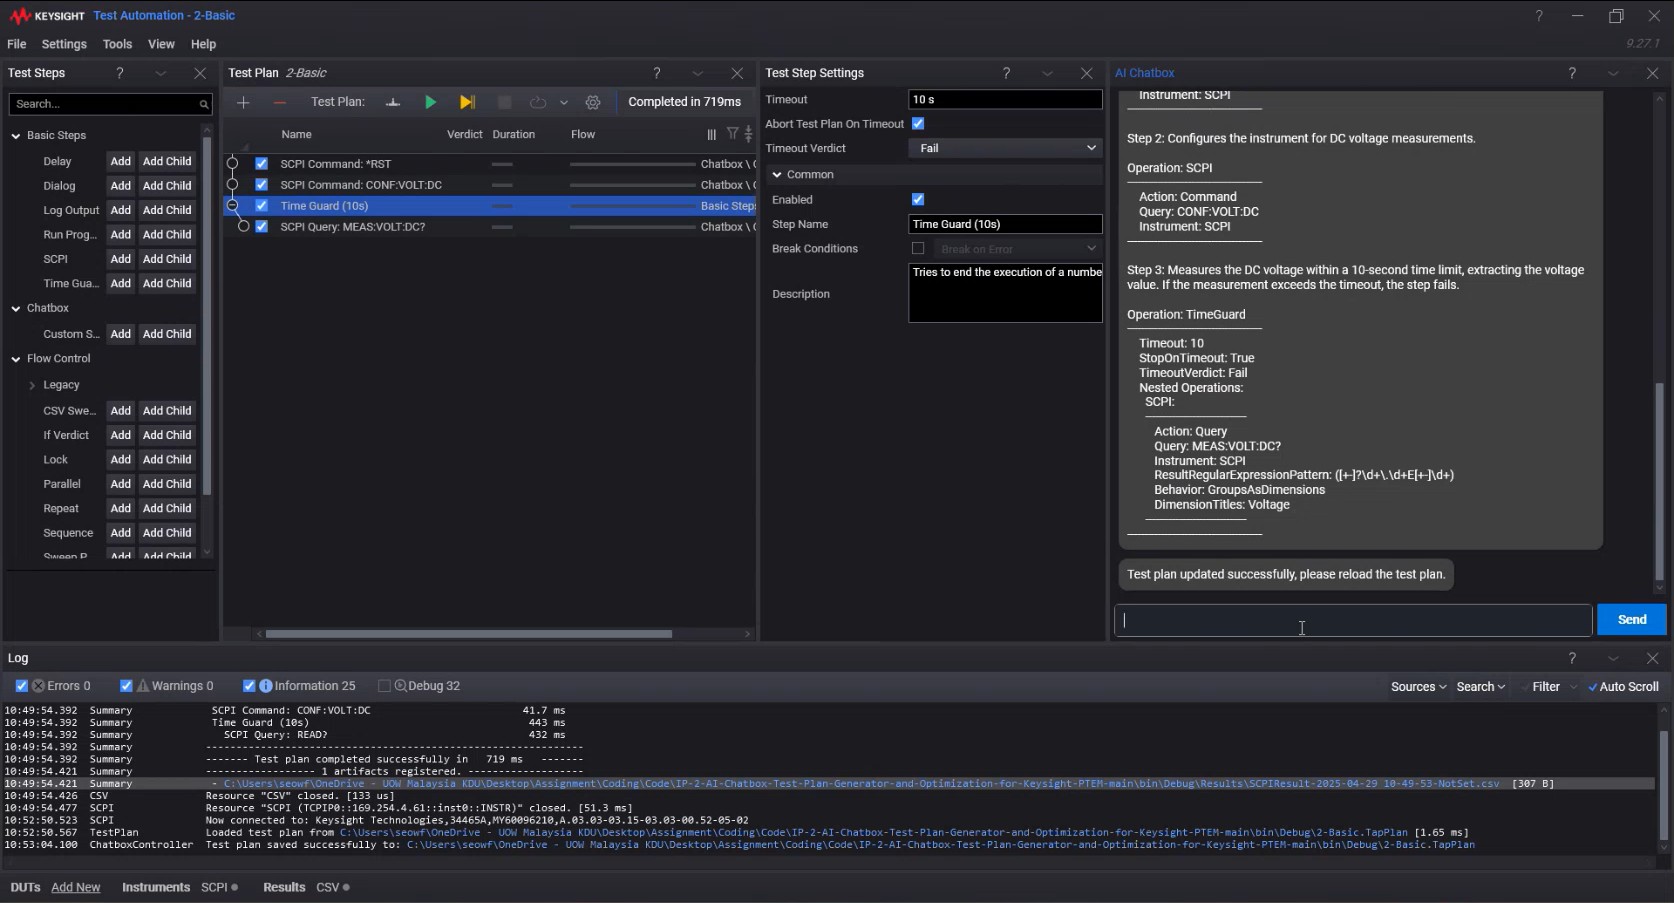 KEYSIGHT Test Automation - 2-Basic
?
File Settings Tools View Help
9.27.1
Test Steps ?
Search...
Basic Steps
Delay Add Add Child
Dialog Add Add Child
Log Output Add Add Child
Run Prog... Add Add Child
SCPI Add Add Child
Time Gua... Add Add Child
Chatbox
Custom S... Add Add Child
Flow Control
Legacy
CSV Swe... Add Add Child
If Verdict Add Add Child
Lock Add Add Child
Parallel Add Add Child
Repeat Add Add Child
Sequence Add Add Child
Sweep P Add Add Child
Test Plan 2-Basic ?
Test Plan: Completed in 719ms
Name Verdict Duration Flow
SCPI Command: *RST Chatbox \ C
SCPI Command: CONF:VOLT:DC Chatbox \ C
Time Guard (10s) Basic Steps
SCPI Query: MEAS:VOLT:DC? Chatbox \ C
Test Step Settings ?
Timeout 10 s
Abort Test Plan On Timeout
Timeout Verdict Fail
Common
Enabled
Step Name Time Guard (10s)
Break Conditions Break on Error
Description Tries to end the execution of a numbe
AI Chatbox ?
Instrument: SCPI
Step 2: Configures the instrument for DC voltage measurements.
Operation: SCPI
Action: Command
Query: CONF:VOLT:DC
Instrument: SCPI
Step 3: Measures the DC voltage within a 10-second time limit, extracting the voltage
value. If the measurement exceeds the timeout, the step fails.
Operation: TimeGuard
Timeout: 10
StopOnTimeout: True
TimeoutVerdict: Fail
Nested Operations:
SCPI:
Action: Query
Query: MEAS:VOLT:DC?
Instrument: SCPI
ResultRegularExpressionPattern: ([+-]?\d+\.\d+E[+-]\d+)
Behavior: GroupsAsDimensions
DimensionTitles: Voltage
Test plan updated successfully, please reload the test plan.
Send
Log ?
Errors 0 Warnings 0 Information 25 Debug 32 Sources Search Filter Auto Scroll
10:49:54.392 Summary SCPI Command: CONF:VOLT:DC 41.7 ms
10:49:54.392 Summary Time Guard (10s) 443 ms
10:49:54.392 Summary SCPI Query: READ? 432 ms
10:49:54.392 Summary ------------------------------------------------------------
10:49:54.392 Summary ------- Test plan completed successfully in 719 ms -------
10:49:54.421 Summary ----------------- 1 artifacts registered. -----------------
10:49:54.421 Summary - C:\Users\seowf\OneDrive - UOW Malaysia KDU\Desktop\Assignment\Coding\Code\IP-2-AI-Chatbox-Test-Plan-Generator-and-Optimization-for-Keysight-PTEM-main\bin\Debug\Results\SCPIResult-2025-04-29 10-49-53-NotSet.csv [307 B]
10:49:54.426 CSV Resource "CSV" closed. [133 us]
10:49:54.477 SCPI Resource "SCPI (TCPIP0::169.254.4.61::inst0::INSTR)" closed. [51.3 ms]
10:52:50.523 SCPI Now connected to: Keysight Technologies,34465A,MY60096210,A.03.03-03.15-03.03-00.52-05-02
10:52:50.567 TestPlan Loaded test plan from C:\Users\seowf\OneDrive - UOW Malaysia KDU\Desktop\Assignment\Coding\Code\IP-2-AI-Chatbox-Test-Plan-Generator-and-Optimization-for-Keysight-PTEM-main\bin\Debug\2-Basic.TapPlan [1.65 ms]
10:53:04.100 ChatboxController Test plan saved successfully to: C:\Users\seowf\OneDrive - UOW Malaysia KDU\Desktop\Assignment\Coding\Code\IP-2-AI-Chatbox-Test-Plan-Generator-and-Optimization-for-Keysight-PTEM-main\bin\Debug\2-Basic.TapPlan
DUTs Add New Instruments SCPI Results CSV